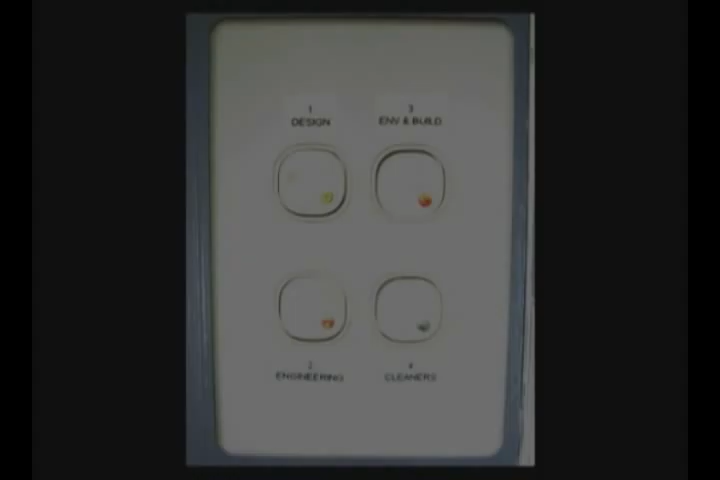 1
DESIGN
3
ENV & BUILD.
2
ENGINEERING
4
CLEANERS